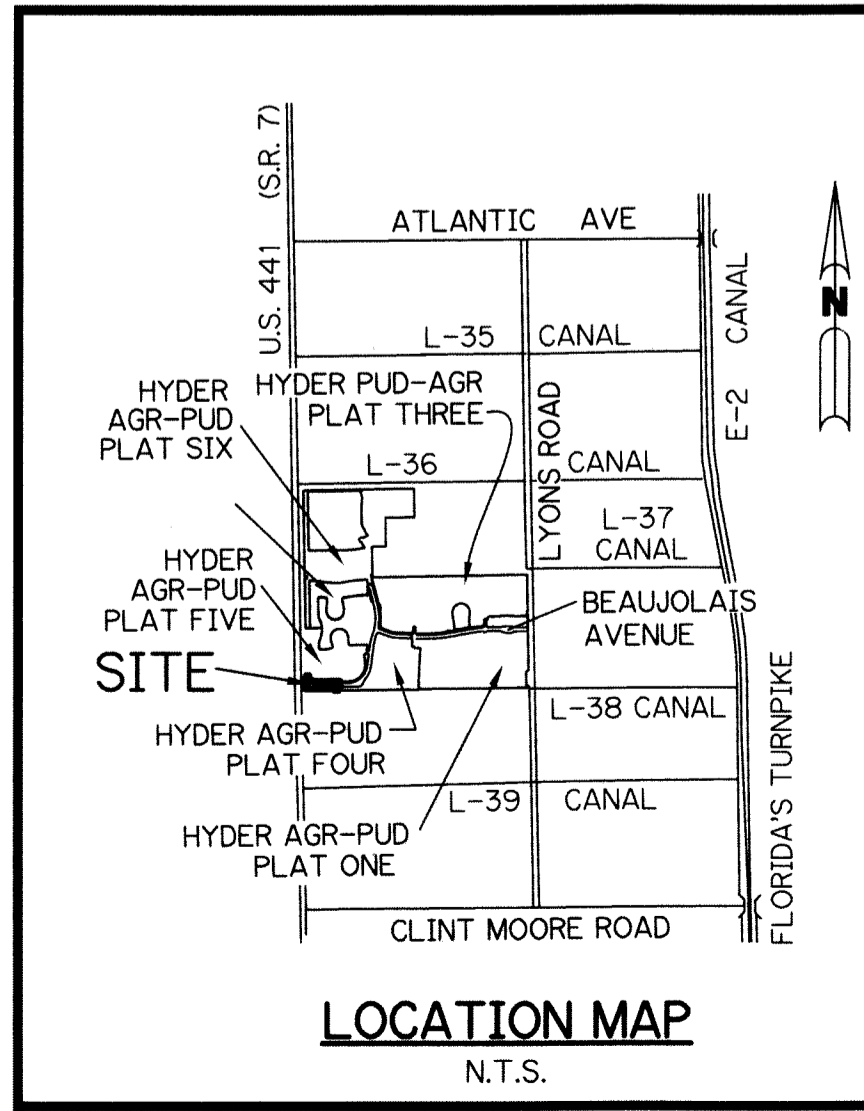 U.S. 441 (S.R. 7)
ATLANTIC AVE
L-35 CANAL
E-2 CANAL
N
HYDER
AGR-PUD
PLAT SIX
HYDER PUD-AGR
PLAT THREE
LYONS ROAD
L-36 CANAL
L-37
CANAL
HYDER
AGR-PUD
PLAT FIVE
BEAUJOLAIS
AVENUE
SITE
L-38 CANAL
HYDER AGR-PUD
PLAT FOUR
FLORIDA'S TURNPIKE
L-39 CANAL
HYDER AGR-PUD
PLAT ONE
CLINT MOORE ROAD
LOCATION MAP
N.T.S.